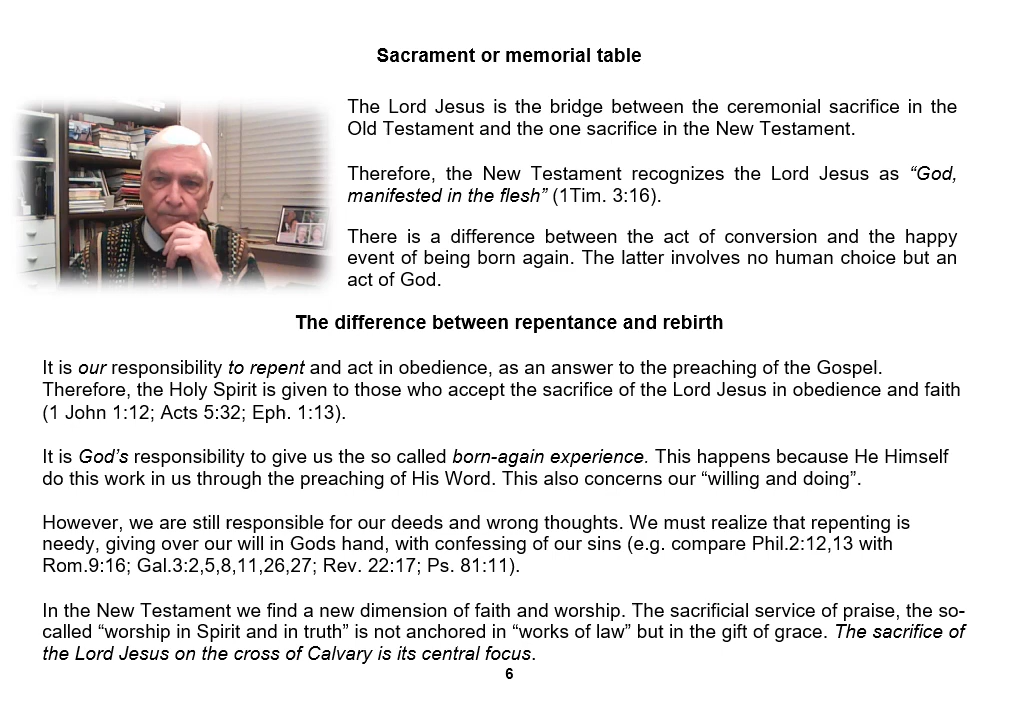 Sacrament or memorial table
The Lord Jesus is the bridge between the ceremonial sacrifice in the
Old Testament and the one sacrifice in the New Testament.
Therefore, the New Testament recognizes the Lord Jesus as “God,
manifested in the flesh” (1Tim. 3:16).
There is a difference between the act of conversion and the happy
event of being born again. The latter involves no human choice but an
act of God.
The difference between repentance and rebirth
It is our responsibility to repent and act in obedience, as an answer to the preaching of the Gospel.
Therefore, the Holy Spirit is given to those who accept the sacrifice of the Lord Jesus in obedience and faith
(1 John 1:12; Acts 5:32; Eph. 1:13).
It is God’s responsibility to give us the so called born-again experience. This happens because He Himself
do this work in us through the preaching of His Word. This also concerns our “willing and doing”.
However, we are still responsible for our deeds and wrong thoughts. We must realize that repenting is
needy, giving over our will in Gods hand, with confessing of our sins (e.g. compare Phil.2:12,13 with
Rom.9:16; Gal.3:2,5,8,11,26,27; Rev. 22:17; Ps. 81:11).
In the New Testament we find a new dimension of faith and worship. The sacrificial service of praise, the so-
called “worship in Spirit and in truth” is not anchored in “works of law” but in the gift of grace. The sacrifice of
the Lord Jesus on the cross of Calvary is its central focus.
6